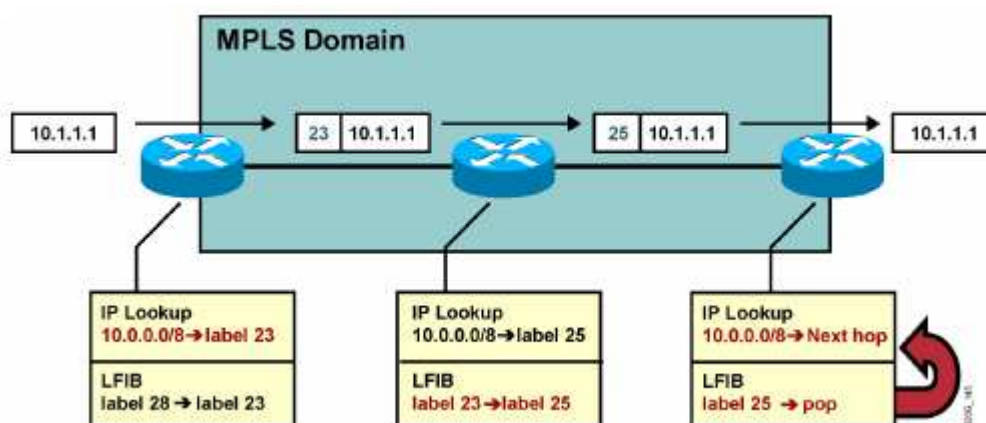 MPLS Domain
10.1.1.1
23 10.1.1.1
25 10.1.1.1
10.1.1.1
IP Lookup
10.0.0.0/8→label 23
LFIB
label 28→label 23
IP Lookup
10.0.0.0/8→label 25
LFIB
label 23→label 25
IP Lookup
10.0.0.0/8→Next hop
LFIB
label 25 →pop